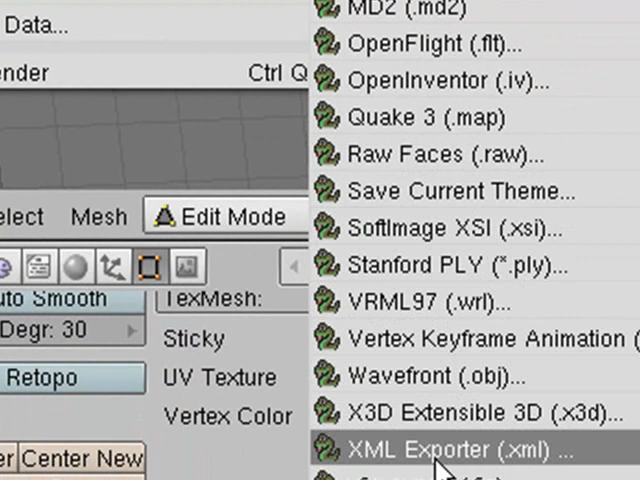 MD2 (.md2)
Data...
OpenFlight (.flt)...
ender Ctrl Q
OpenInventor (.iv)...
Quake 3 (.map)
Raw Faces (.raw)...
Save Current Theme...
elect Mesh Edit Mode
SoftImage XSI (.xsi)...
Stanford PLY (*.ply)...
uto Smooth TexMesh:
VRML97 (.wrl)...
Degr: 30 Sticky
Vertex Keyframe Animation (
Retopo UV Texture
Wavefront (.obj)...
Vertex Color
X3D Extensible 3D (.x3d)...
er Center New
XML Exporter (.xml) ...